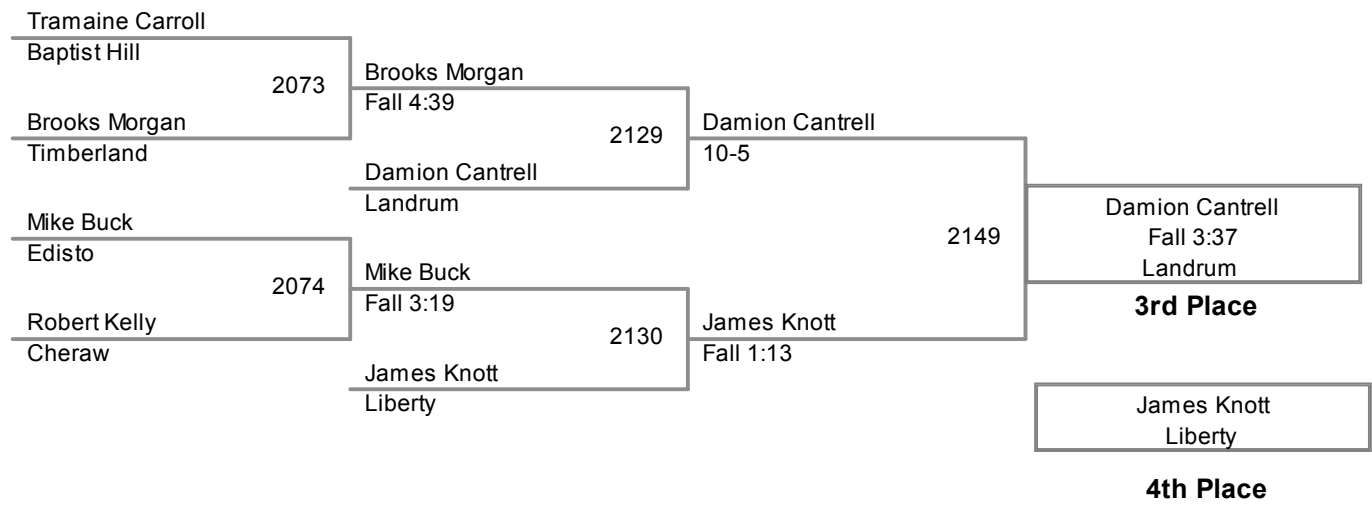 Tramaine Carroll
Baptist Hill
2073
Brooks Morgan
Timberland
Mike Buck
Edisto
2074
Robert Kelly
Cheraw
Brooks Morgan
Fall 4:39
2129
Damion Cantrell
Landrum
Mike Buck
Fall 3:19
2130
James Knott
Liberty
Damion Cantrell
10-5
2149
James Knott
Fall 1:13
Damion Cantrell
Fall 3:37
Landrum
3rd Place
James Knott
Liberty
4th Place